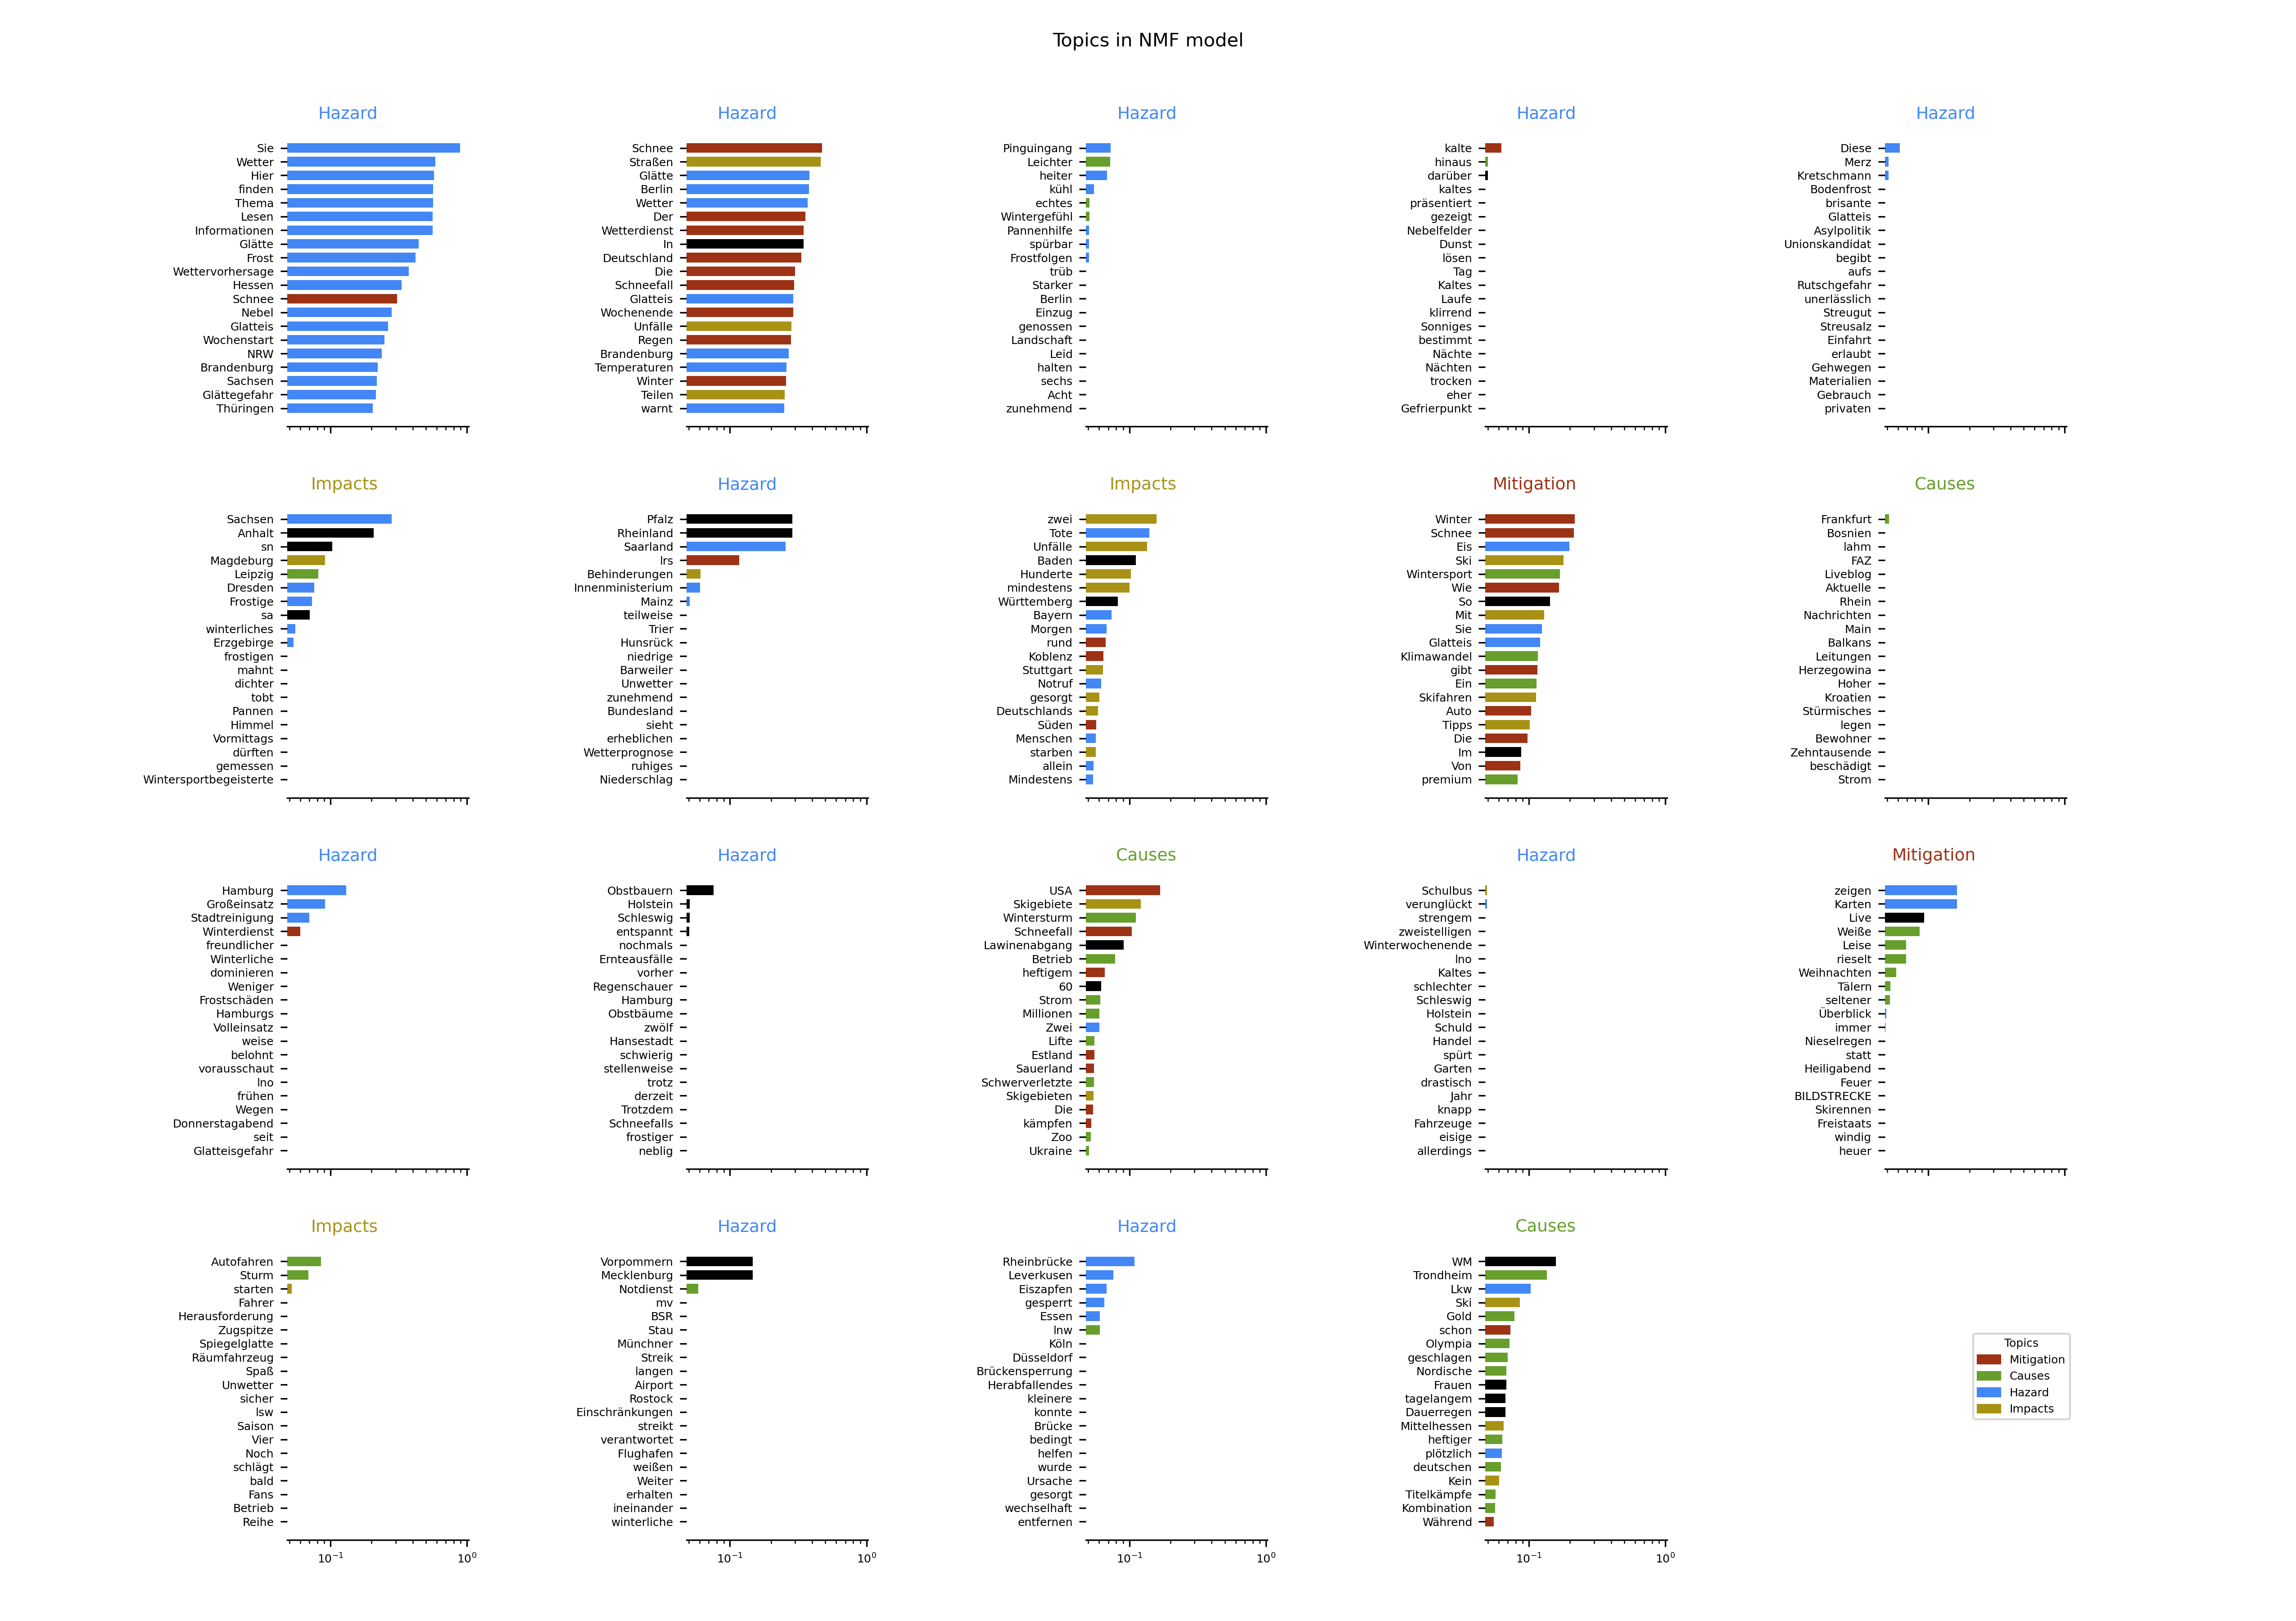 Topics in NMF model
Hazard
Sie
Wetter
Hier
finden
Thema
Lesen
Informationen
Glätte
Frost
Wettervorhersage
Hessen
Schnee
Nebel
Glatteis
Wochenstart
NRW
Brandenburg
Sachsen
Glättegefahr
Thüringen
Hazard
Schnee
Straßen
Glätte
Berlin
Wetter
Der
Wetterdienst
In
Deutschland
Die
Schneefall
Glatteis
Wochenende
Unfälle
Regen
Brandenburg
Temperaturen
Winter
Teilen
warnt
Hazard
Pinguingang
Leichter
heiter
kühl
echtes
Wintergefühl
Pannenhilfe
spürbar
Frostfolgen
trüb
Starker
Berlin
Einzug
genossen
Landschaft
Leid
halten
sechs
Acht
zunehmend
Hazard
kalte
hinaus
darüber
kaltes
präsentiert
gezeigt
Nebelfelder
Dunst
lösen
Tag
Kaltes
Laufe
klirrend
Sonniges
bestimmt
Nächte
Nächten
trocken
eher
Gefrierpunkt
Hazard
Diese
Merz
Kretschmann
Bodenfrost
brisante
Glatteis
Asylpolitik
Unionskandidat
begibt
aufs
Rutschgefahr
unerlässlich
Streugut
Streusalz
Einfahrt
erlaubt
Gehwegen
Materialien
Gebrauch
privaten
Impacts
Sachsen
Anhalt
sn
Magdeburg
Leipzig
Dresden
Frostige
sa
winterliches
Erzgebirge
frostigen
mahnt
dichter
tobt
Pannen
Himmel
Vormittags
dürften
gemessen
Wintersportbegeisterte
Hazard
Pfalz
Rheinland
Saarland
lrs
Behinderungen
Innenministerium
Mainz
teilweise
Trier
Hunsrück
niedrige
Barweiler
Unwetter
zunehmend
Bundesland
sieht
erheblichen
Wetterprognose
ruhiges
Niederschlag
Impacts
zwei
Tote
Unfälle
Baden
Hunderte
mindestens
Württemberg
Bayern
Morgen
rund
Koblenz
Stuttgart
Notruf
gesorgt
Deutschlands
Süden
Menschen
starben
allein
Mindestens
Mitigation
Winter
Schnee
Eis
Ski
Wintersport
Wie
So
Mit
Sie
Glatteis
Klimawandel
gibt
Ein
Skifahren
Auto
Tipps
Die
Im
Von
premium
Causes
Frankfurt
Bosnien
lahm
FAZ
Liveblog
Aktuelle
Rhein
Nachrichten
Main
Balkans
Leitungen
Herzegowina
Hoher
Kroatien
Stürmisches
legen
Bewohner
Zehntausende
beschädigt
Strom
Hazard
Hamburg
Großeinsatz
Stadtreinigung
Winterdienst
freundlicher
Winterliche
dominieren
Weniger
Frostschäden
Hamburgs
Volleinsatz
weise
belohnt
vorausschaut
lno
frühen
Wegen
Donnerstagabend
seit
Glatteisgefahr
Hazard
Obstbauern
Holstein
Schleswig
entspannt
nochmals
Ernteausfälle
vorher
Regenschauer
Hamburg
Obstbäume
zwölf
Hansestadt
schwierig
stellenweise
trotz
derzeit
Trotzdem
Schneefalls
frostiger
neblig
Causes
USA
Skigebiete
Wintersturm
Schneefall
Lawinenabgang
Betrieb
heftigem
60
Strom
Millionen
Zwei
Lifte
Estland
Sauerland
Schwerverletzte
Skigebieten
Die
kämpfen
Zoo
Ukraine
Hazard
Schulbus
verunglückt
strengem
zweistelligen
Winterwochenende
lno
Kaltes
schlechter
Schleswig
Holstein
Schuld
Handel
spürt
Garten
drastisch
Jahr
knapp
Fahrzeuge
eisige
allerdings
Mitigation
zeigen
Karten
Live
Weiße
Leise
rieselt
Weihnachten
Tälern
seltener
Überblick
immer
Nieselregen
statt
Heiligabend
Feuer
BILDSTRECKE
Skirennen
Freistaats
windig
heuer
Impacts
Autofahren
Sturm
starten
Fahrer
Herausforderung
Zugspitze
Spiegelglatte
Räumfahrzeug
Spaß
Unwetter
sicher
lsw
Saison
Vier
Noch
schlägt
bald
Fans
Betrieb
Reihe
10⁻¹ 10⁰
Hazard
Vorpommern
Mecklenburg
Notdienst
mv
BSR
Stau
Münchner
Streik
langen
Airport
Rostock
Einschränkungen
streikt
verantwortet
Flughafen
weißen
Weiter
erhalten
ineinander
winterliche
10⁻¹ 10⁰
Hazard
Rheinbrücke
Leverkusen
Eiszapfen
gesperrt
Essen
lnw
Köln
Düsseldorf
Brückensperrung
Herabfallendes
kleinere
konnte
Brücke
bedingt
helfen
wurde
Ursache
gesorgt
wechselhaft
entfernen
10⁻¹ 10⁰
Causes
WM
Trondheim
Lkw
Ski
Gold
schon
Olympia
geschlagen
Nordische
Frauen
tagelangem
Dauerregen
Mittelhessen
heftiger
plötzlich
deutschen
Kein
Titelkämpfe
Kombination
Während
10⁻¹ 10⁰
Topics
Mitigation
Causes
Hazard
Impacts